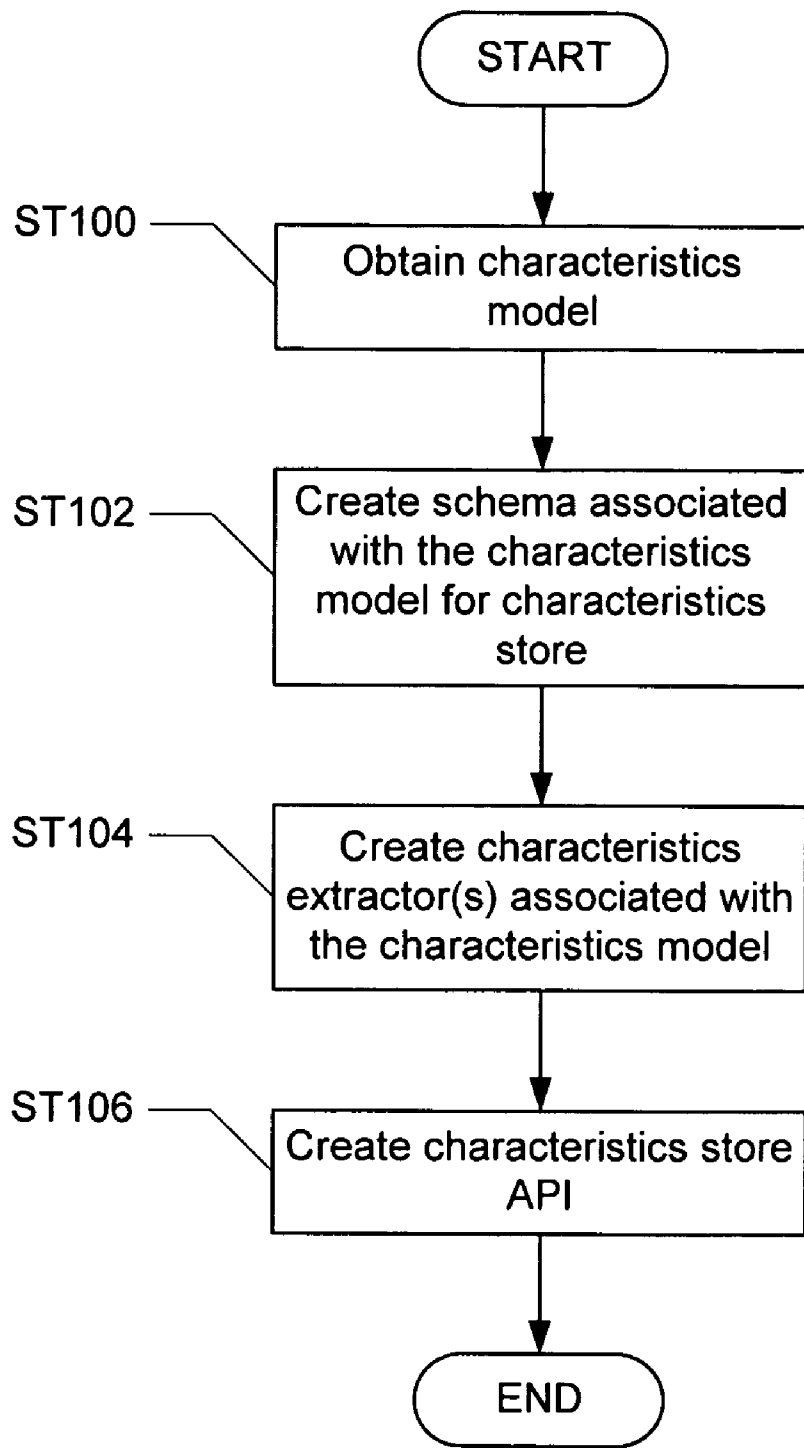 START
ST100
Obtain characteristics
model
ST102
Create schema associated
with the characteristics
model for characteristics
store
ST104
Create characteristics
extractor(s) associated with
the characteristics model
ST106
Create characteristics store
API
END